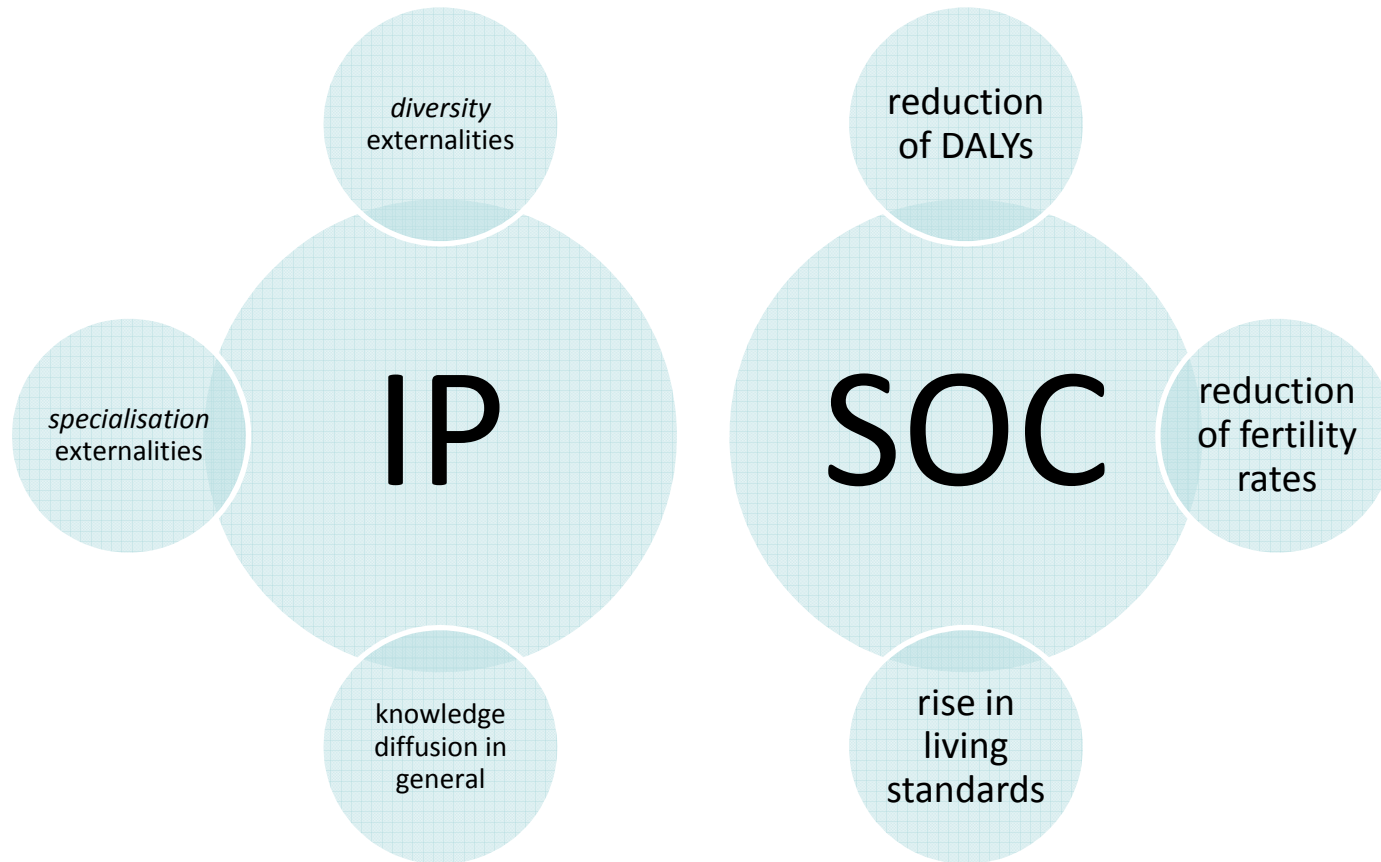 diversity
externalities
specialisation
externalities
IP
knowledge
diffusion in
general
reduction
of DALYs
SOC
reduction
of fertility
rates
rise in
living
standards